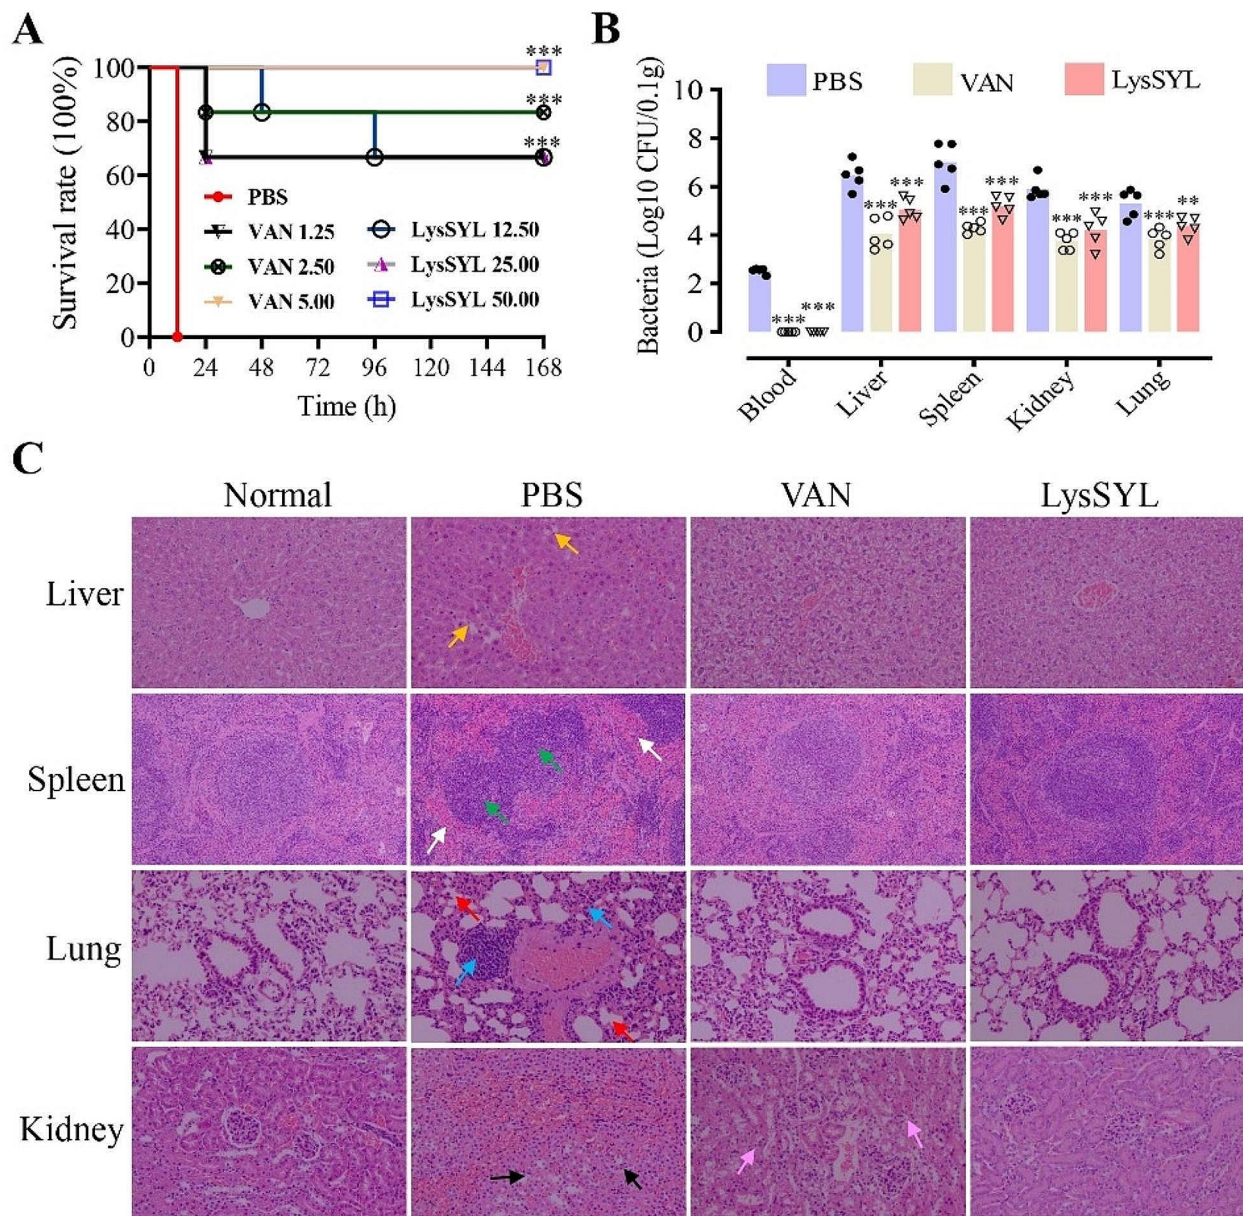 A
Survival rate (100%)
100
80
60
40
20
0
***
***
***
PBS
VAN 1.25
VAN 2.50
VAN 5.00
LysSYL 12.50
LysSYL 25.00
LysSYL 50.00
0 24 48 72 96 120 144 168
Time (h)
B
PBS VAN LysSYL
Bacteria (Log10 CFU/0.1g)
10
8
6
4
2
0
*** ***
*** ***
*** ***
*** ***
*** **
Blood Liver Spleen Kidney Lung
C
Normal PBS VAN LysSYL
Liver
Spleen
Lung
Kidney